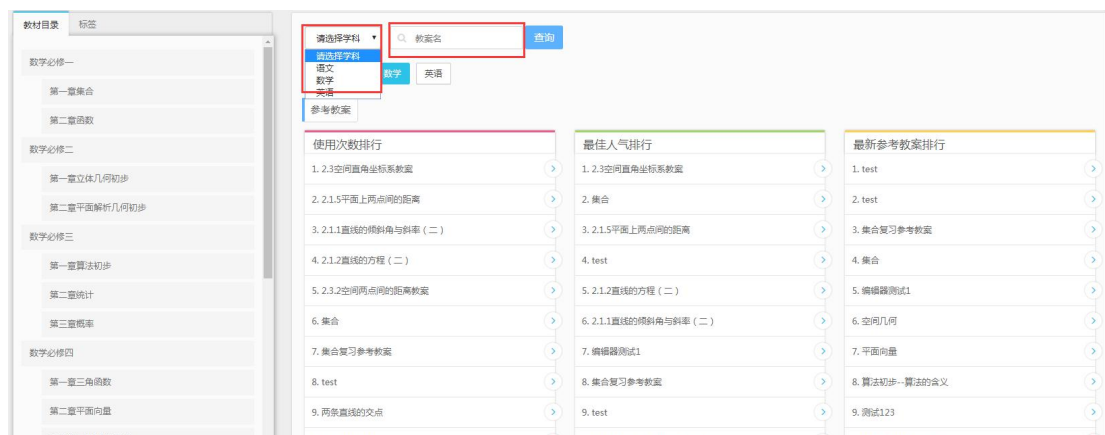 教材目录 标签
数学必修一
第一章集合
第二章函数
数学必修二
第一章立体几何初步
第二章平面解析几何初步
数学必修三
第一章算法初步
第二章统计
第三章概率
数学必修四
第一章三角函数
第二章平面向量
请选择学科 教案名 查询
请选择学科
语文
数学
英语
数学 英语
参考教案
使用次数排行
1. 2.3空间直角坐标系教案
2. 2.1.5平面上两点间的距离
3. 2.1.1直线的倾斜角与斜率（二）
4. 2.1.2直线的方程（二）
5. 2.3.2空间两点间的距离教案
6. 集合
7. 集合复习参考教案
8. test
9. 两条直线的交点
最佳人气排行
1. 2.3空间直角坐标系教案
2. 集合
3. 2.1.5平面上两点间的距离
4. test
5. 2.1.2直线的方程（二）
6. 2.1.1直线的倾斜角与斜率（二）
7. 编辑器测试1
8. 集合复习参考教案
9. test
最新参考教案排行
1. test
2. test
3. 集合复习参考教案
4. 集合
5. 编辑器测试1
6. 空间几何
7. 平面向量
8. 算法初步--算法的含义
9. 测试123